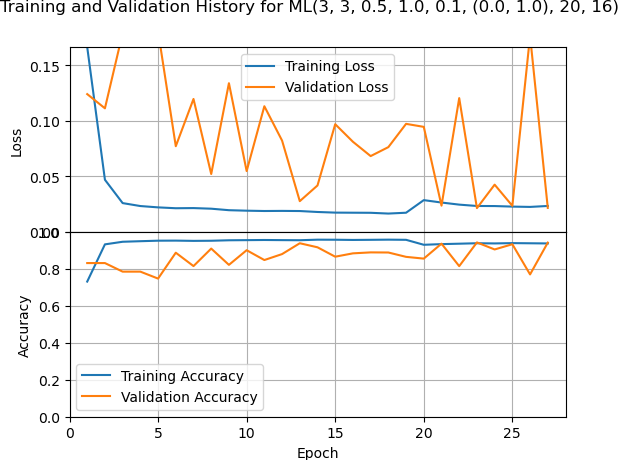 Training and Validation History for ML(3, 3, 0.5, 1.0, 0.1, (0.0, 1.0), 20, 16)
Loss
0.15
0.10
0.05
0.00
Training Loss
Validation Loss
Accuracy
1.0
0.8
0.6
0.4
0.2
0.0
Training Accuracy
Validation Accuracy
0 5 10 15 20 25
Epoch